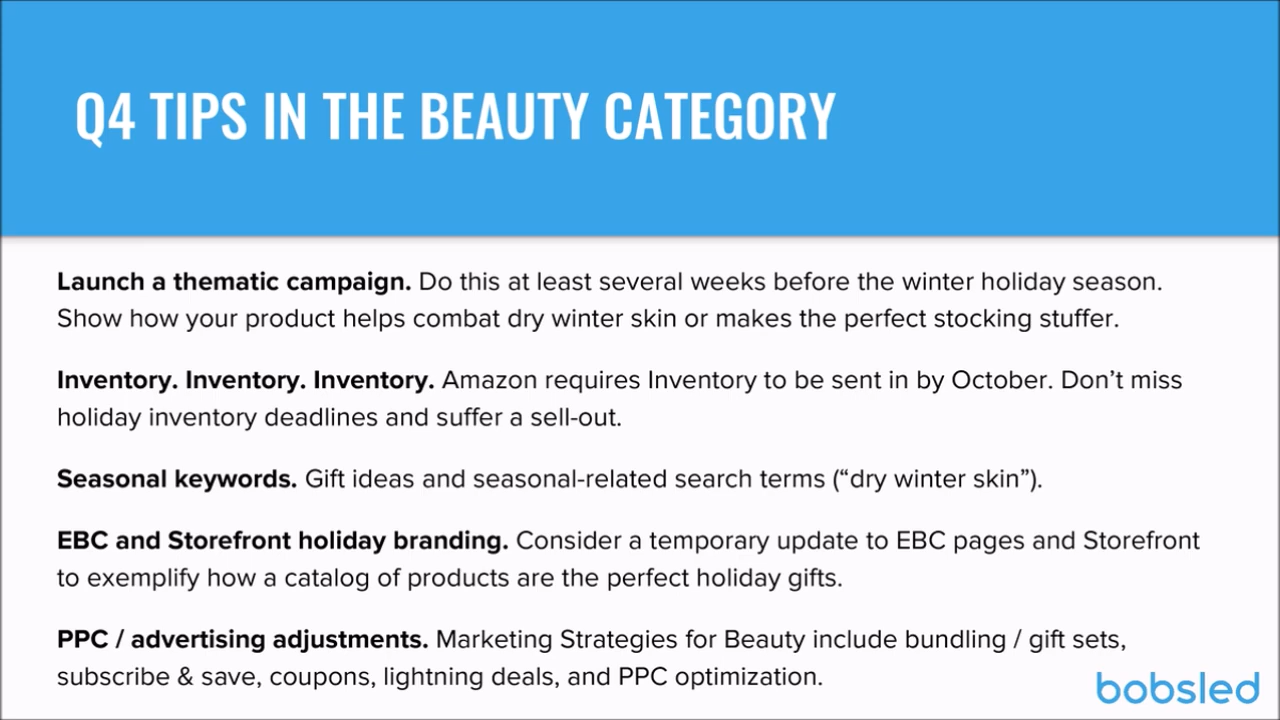 Q4 TIPS IN THE BEAUTY CATEGORY
Launch a thematic campaign. Do this at least several weeks before the winter holiday season.
Show how your product helps combat dry winter skin or makes the perfect stocking stuffer.
Inventory. Inventory. Inventory. Amazon requires Inventory to be sent in by October. Don’t miss
holiday inventory deadlines and suffer a sell-out.
Seasonal keywords. Gift ideas and seasonal-related search terms (“dry winter skin”).
EBC and Storefront holiday branding. Consider a temporary update to EBC pages and Storefront
to exemplify how a catalog of products are the perfect holiday gifts.
PPC / advertising adjustments. Marketing Strategies for Beauty include bundling / gift sets,
subscribe & save, coupons, lightning deals, and PPC optimization.
bobsled